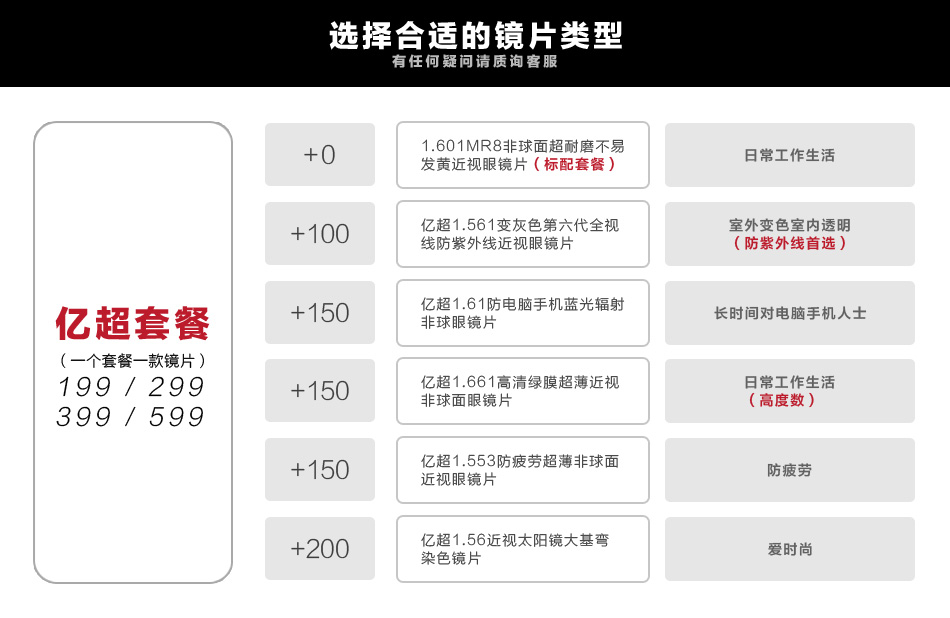 选择合适的镜片类型
有任何疑问请质询客服
亿超套餐
（一个套餐一款镜片）
199 / 299
399 / 599
+0
1.601MR8非球面超耐磨不易
发黄近视眼镜片（标配套餐）
日常工作生活
+100
亿超1.561变灰色第六代全视
线防紫外线近视眼镜片
室外变色室内透明
（防紫外线首选）
+150
亿超1.61防电脑手机蓝光辐射
非球眼镜片
长时间对电脑手机人士
+150
亿超1.661高清绿膜超薄近视
非球面眼镜片
日常工作生活
（高度数）
+150
亿超1.553防疲劳超薄非球面
近视眼镜片
防疲劳
+200
亿超1.56近视太阳镜大基弯
染色镜片
爱时尚